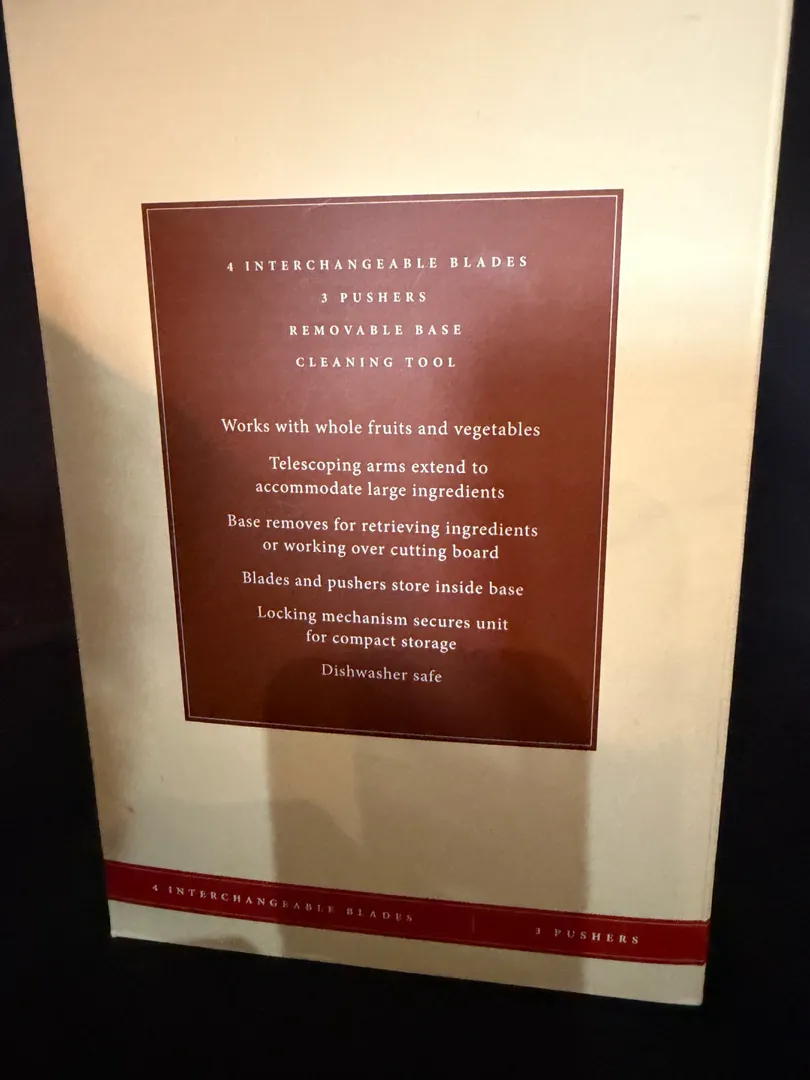 4 INTERCHANGEABLE BLADES
3 PUSHERS
REMOVABLE BASE
CLEANING TOOL
Works with whole fruits and vegetables
Telescoping arms extend to
accommodate large ingredients
Base removes for retrieving ingredients
or working over cutting board
Blades and pushers store inside base
Locking mechanism secures unit
for compact storage
Dishwasher safe
4 INTERCHANGEABLE BLADES
3 PUSHERS